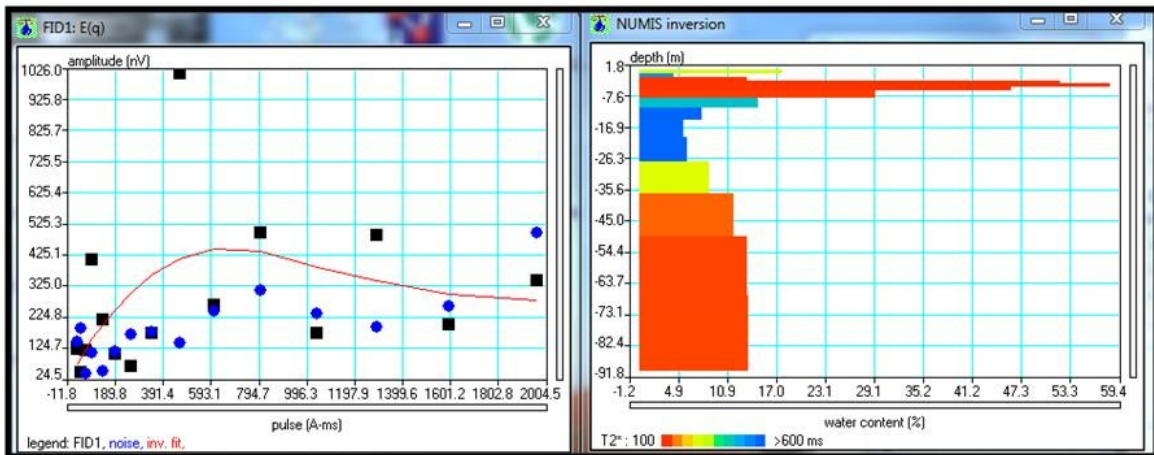 FID1: E(q)
amplitude (nV)
1026.0
925.8
825.7
725.5
625.4
525.3
425.1
325.0
224.8
124.7
24.5
-11.8 189.8 391.4 593.1 794.7 996.3 1197.9 1399.6 1601.2 1802.8 2004.5
pulse (A-ms)
legend: FID1, noise, inv. fit,
NUMIS inversion
depth (m)
1.8
-7.6
-16.9
-26.3
-35.6
-45.0
-54.4
-63.7
-73.1
-82.4
-91.8
-1.2 4.9 10.9 17.0 23.1 29.1 35.2 41.2 47.3 53.3 59.4
water content (%)
T2* : 100 >600 ms